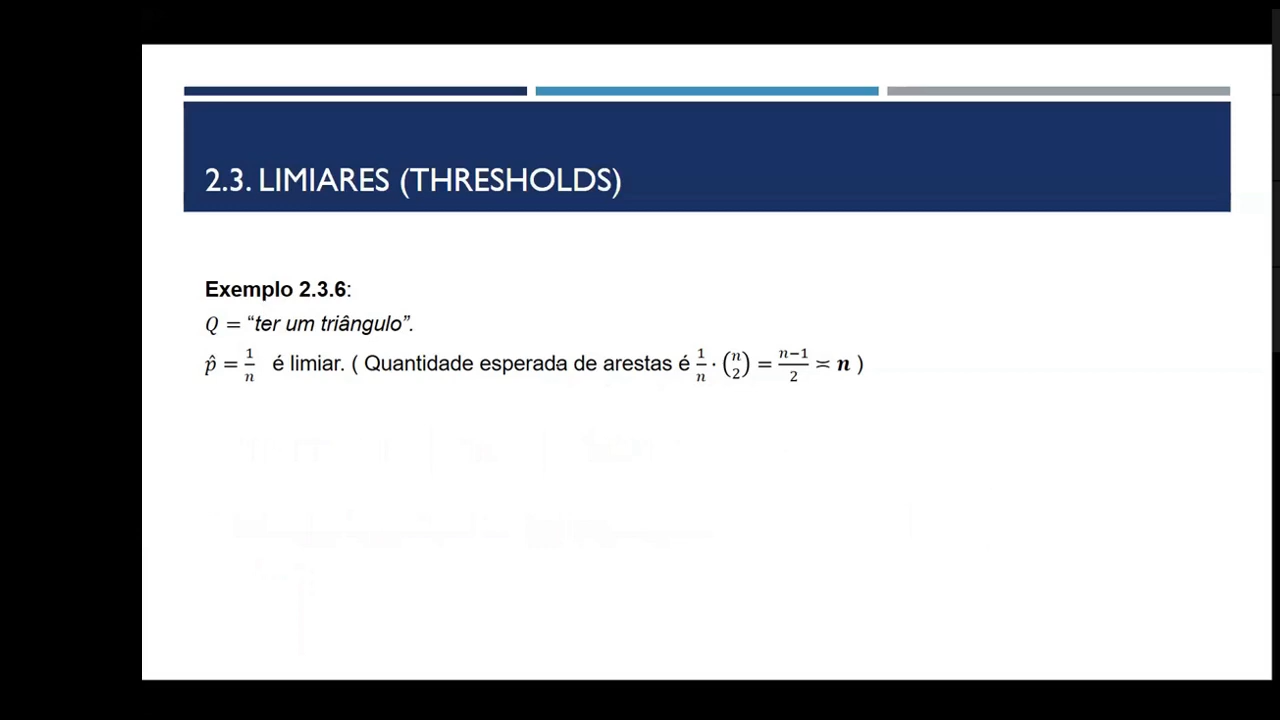 2.3. LIMIARES (THRESHOLDS)
Exemplo 2.3.6:
Q = “ter um triângulo”.
p̂ = 1/n é limiar. ( Quantidade esperada de arestas é 1/n · (n 2) = n−1/2 ≍ n )